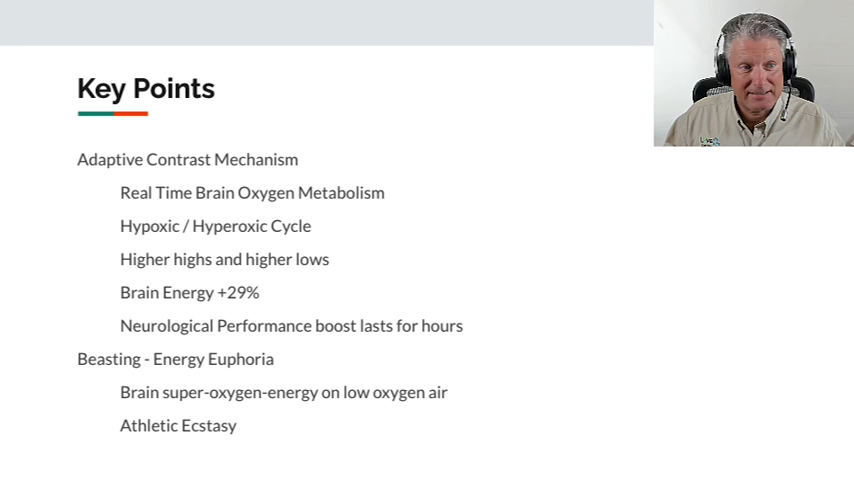 Key Points
Adaptive Contrast Mechanism
Real Time Brain Oxygen Metabolism
Hypoxic / Hyperoxic Cycle
Higher highs and higher lows
Brain Energy +29%
Neurological Performance boost lasts for hours
Beasting - Energy Euphoria
Brain super-oxygen-energy on low oxygen air
Athletic Ecstasy